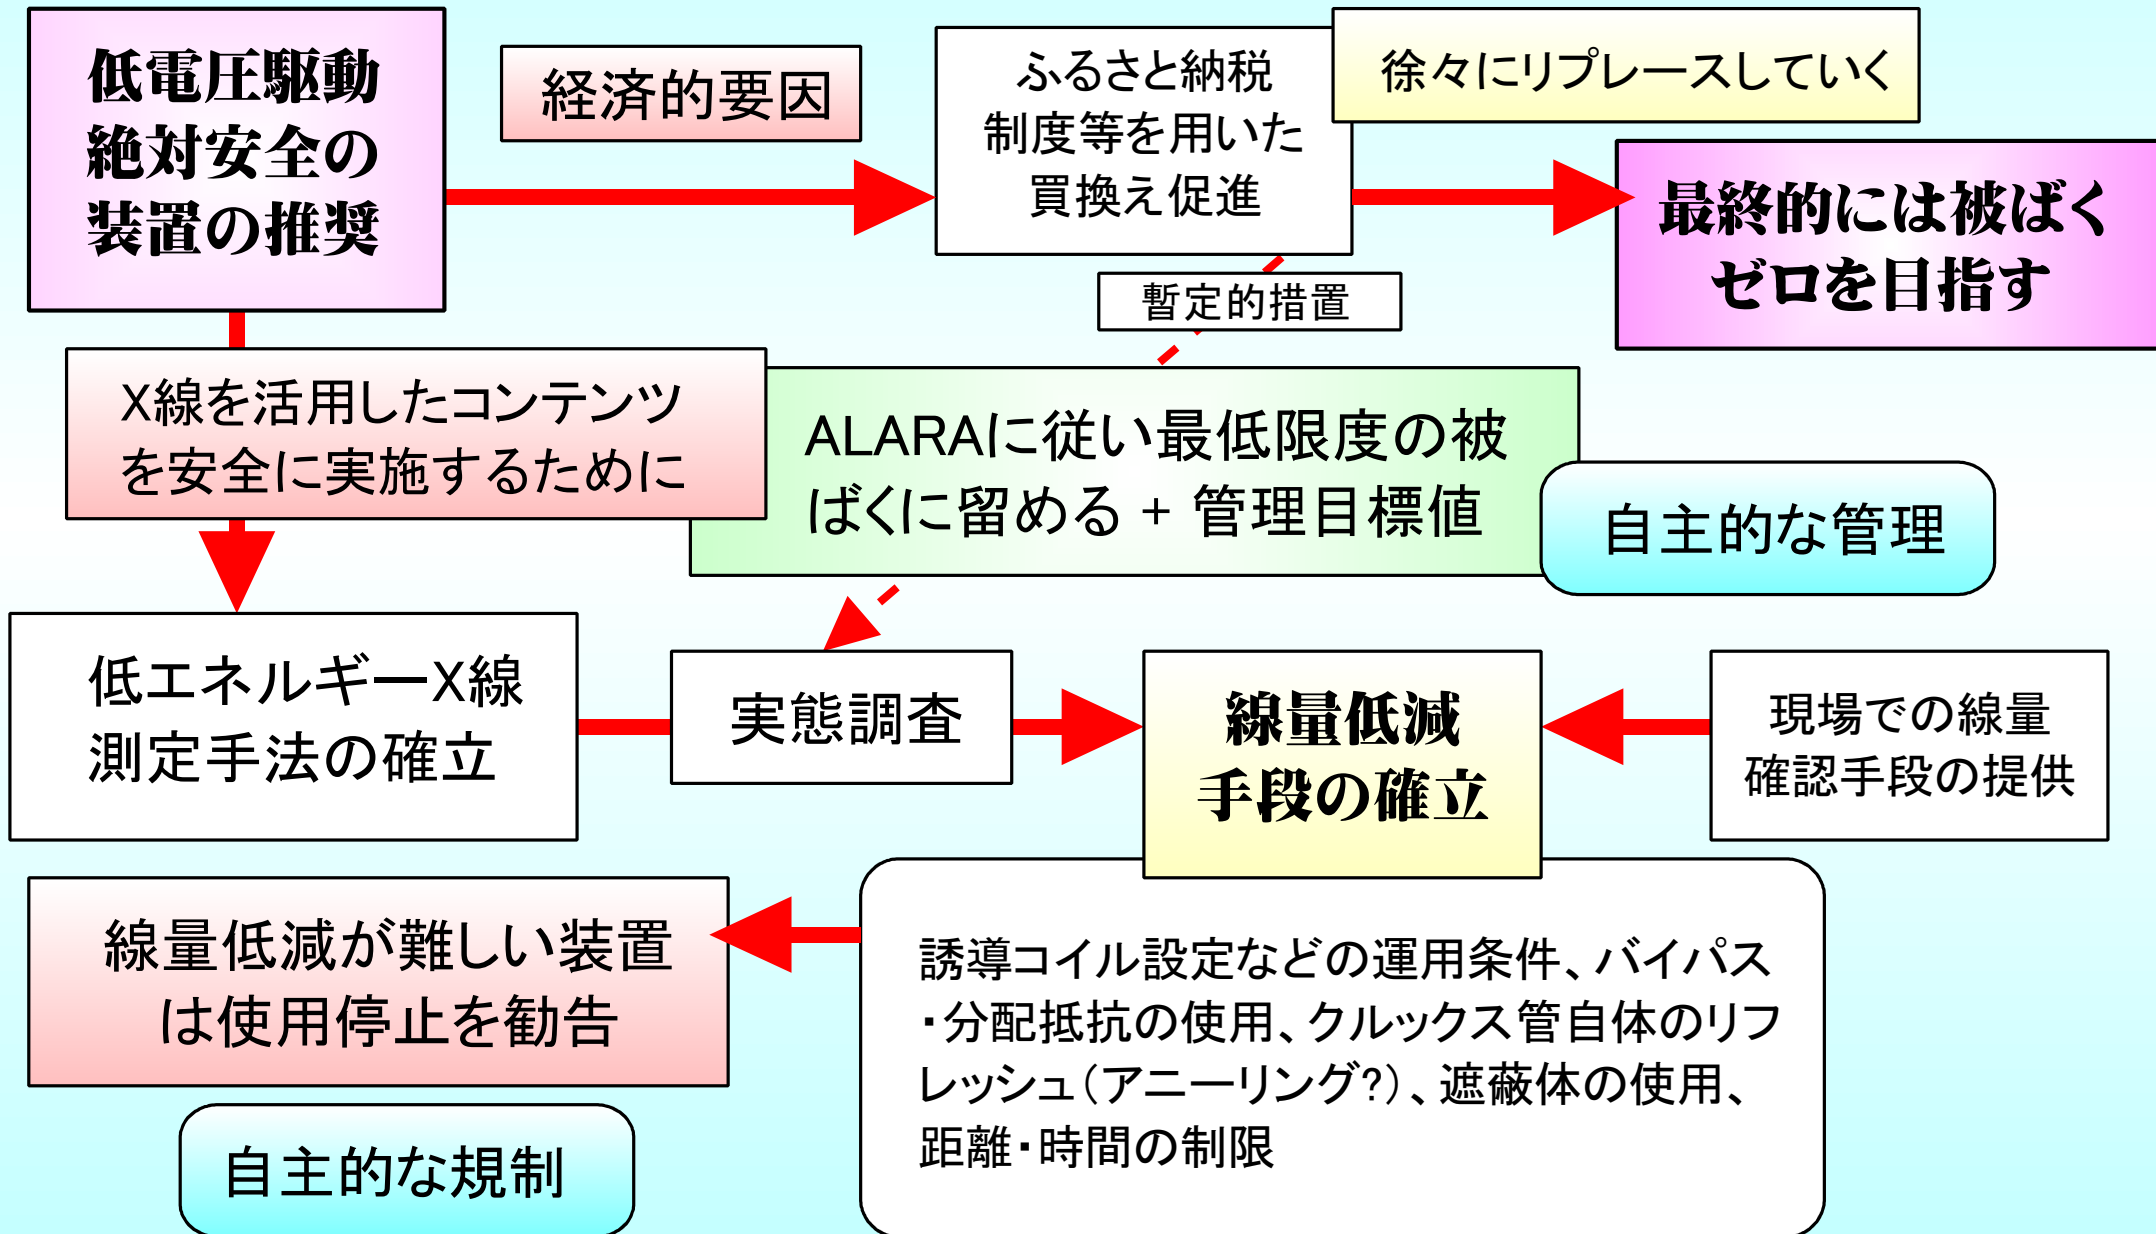 低電圧駆動
絶対安全の
装置の推奨
経済的要因
ふるさと納税
制度等を用いた
買換え促進
徐々にリプレースしていく
最終的には被ばく
ゼロを目指す
暫定的措置
X線を活用したコンテンツ
を安全に実施するために
ALARAに従い最低限度の被
ばくに留める + 管理目標値
自主的な管理
低エネルギーX線
測定手法の確立
実態調査
線量低減
手段の確立
現場での線量
確認手段の提供
線量低減が難しい装置
は使用停止を勧告
自主的な規制
誘導コイル設定などの運用条件、バイパス
・分配抵抗の使用、クルックス管自体のリフ
レッシュ（アニーリング?）、遮蔽体の使用、
距離・時間の制限